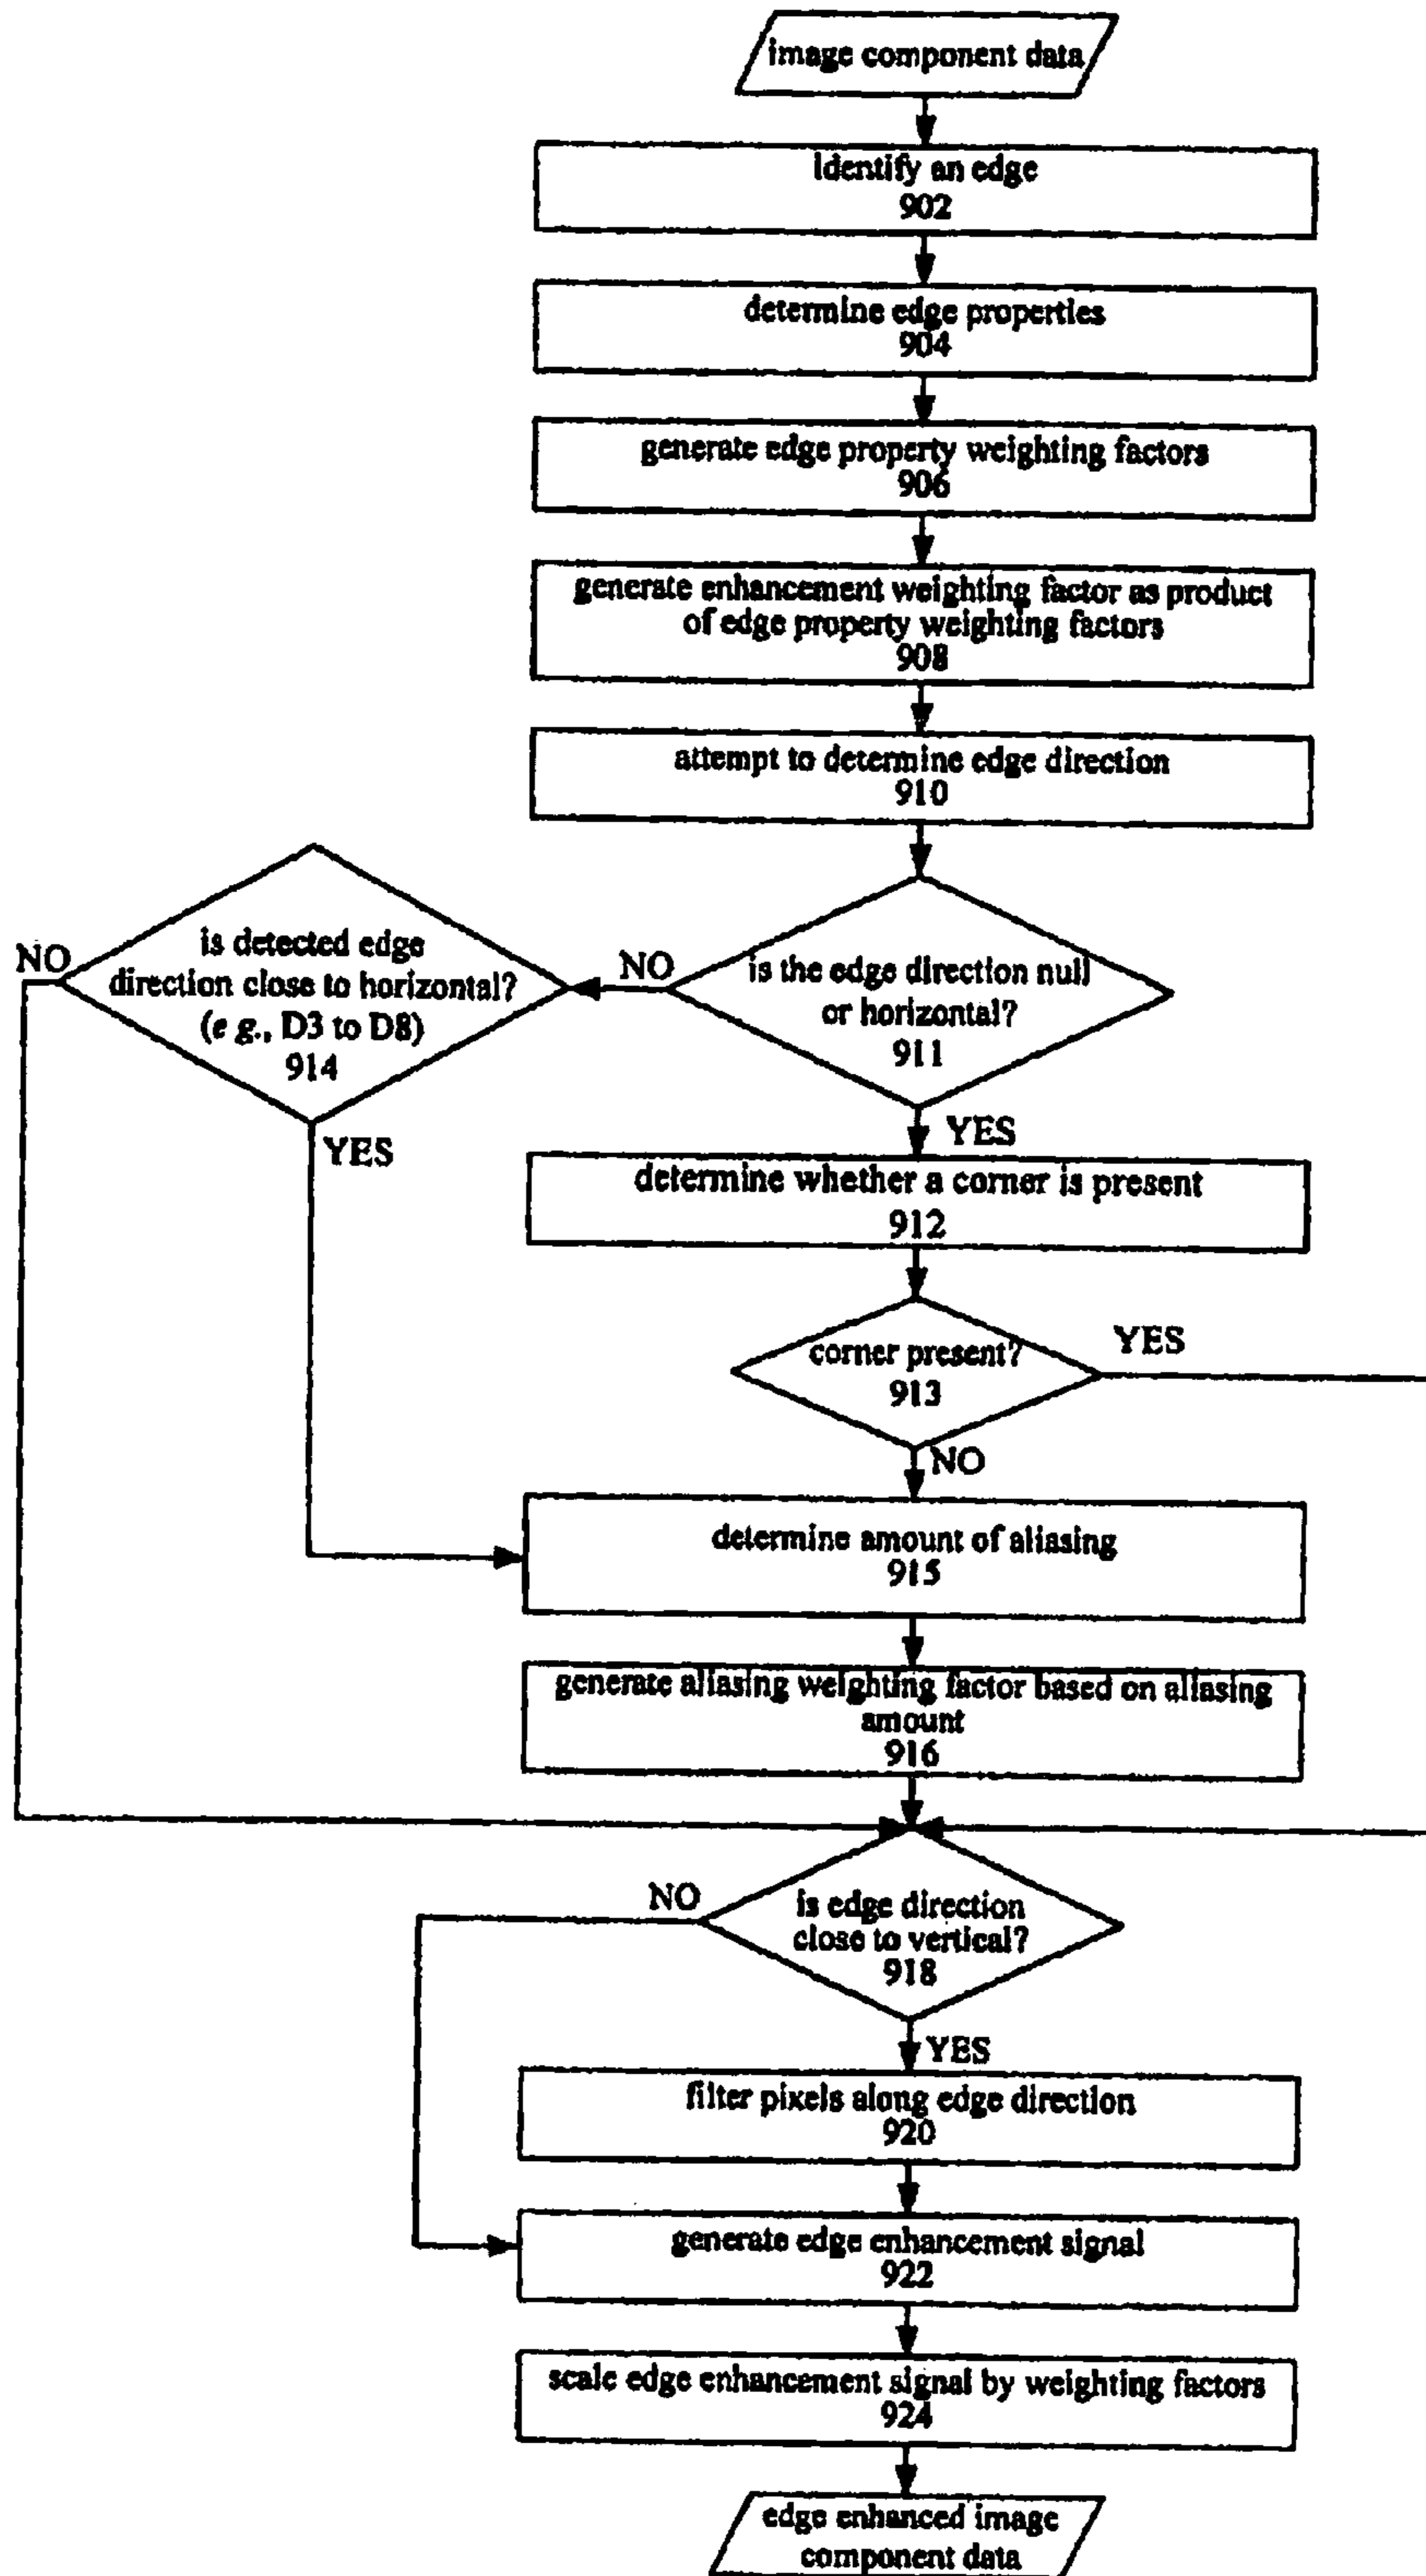 image component data
identify an edge
902
determine edge properties
904
generate edge property weighting factors
906
generate enhancement weighting factor as product
of edge property weighting factors
908
attempt to determine edge direction
910
is the edge direction null
or horizontal?
911
NO
YES
is detected edge
direction close to horizontal?
(e g., D3 to D8)
914
NO
YES
determine whether a corner is present
912
corner present?
913
YES
NO
determine amount of aliasing
915
generate aliasing weighting factor based on aliasing
amount
916
is edge direction
close to vertical?
918
NO
YES
filter pixels along edge direction
920
generate edge enhancement signal
922
scale edge enhancement signal by weighting factors
924
edge enhanced image
component data